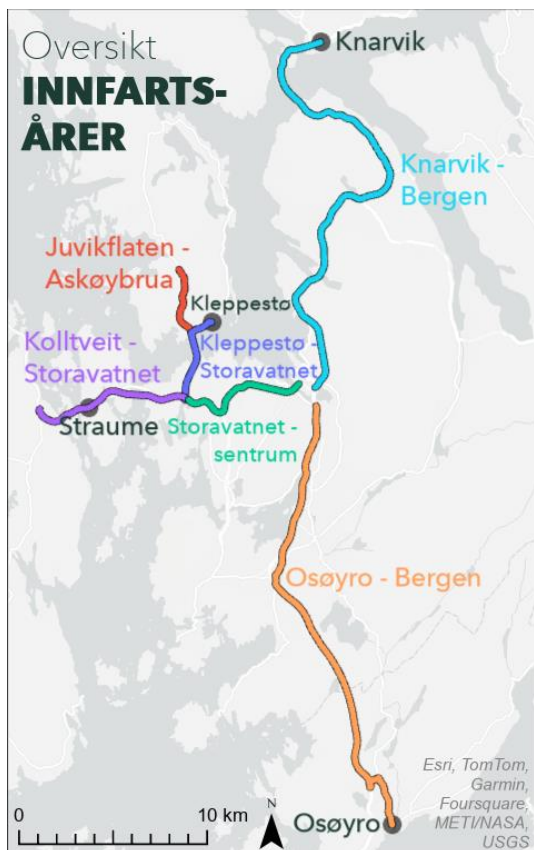 Oversikt
INNFARTS-
ÅRER
Knarvik
Knarvik -
Bergen
Juvikflaten -
Askøybrua
Kleppestø
Kolltveit -
Storavatnet
Kleppestø -
Storavatnet
Straume
Storavatnet -
sentrum
Osøyro - Bergen
Esri, TomTom,
Garmin,
Foursquare,
METI/NASA,
USGS
0
10 km
N
Osøyro